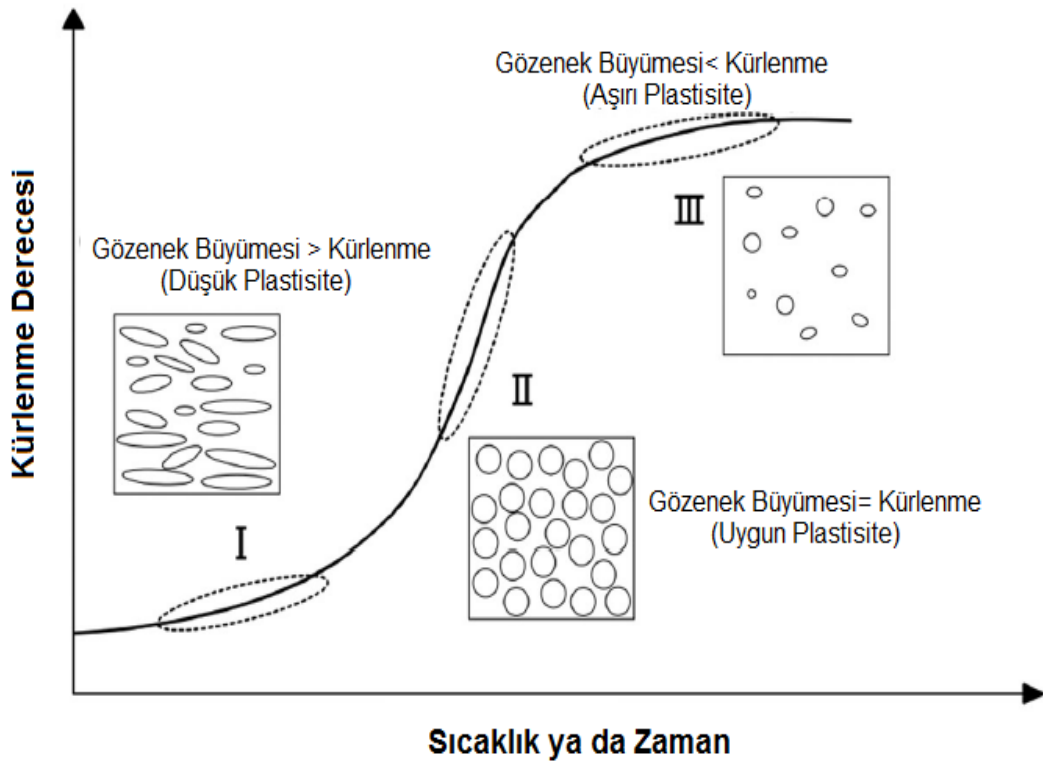 Gözenek Büyümesi< Kürlenme
(Aşırı Plastisite)
III
Gözenek Büyümesi > Kürlenme
(Düşük Plastisite)
II
Gözenek Büyümesi= Kürlenme
(Uygun Plastisite)
I
Kürlenme Derecesi
Sıcaklık ya da Zaman